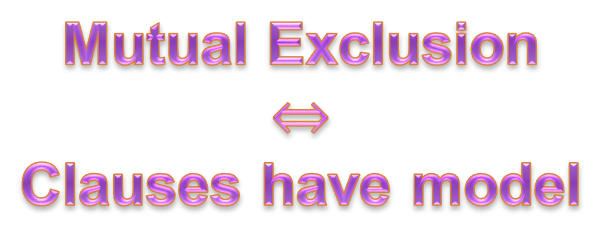 Mutual Exclusion
⇔
Clauses have model